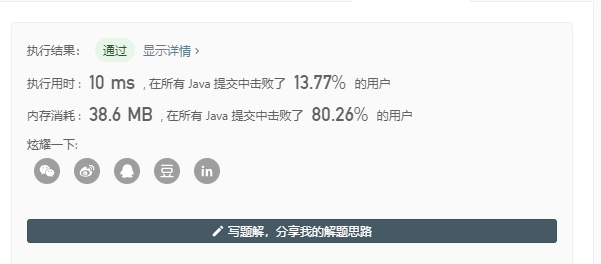 执行结果： 通过 显示详情 ›
执行用时： 10 ms , 在所有 Java 提交中击败了 13.77% 的用户
内存消耗： 38.6 MB , 在所有 Java 提交中击败了 80.26% 的用户
炫耀一下:
豆 in
写题解，分享我的解题思路